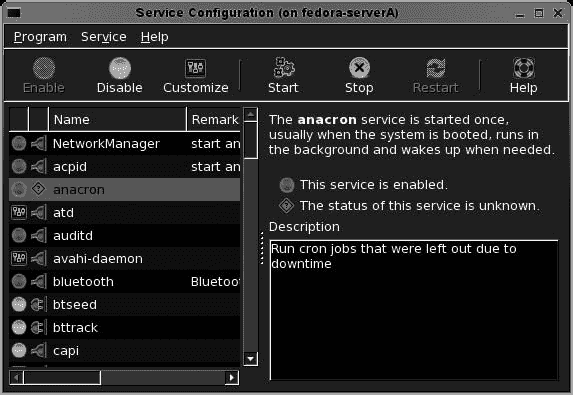 Service Configuration (on fedora-serverA)
Program Service Help
Enable Disable Customize Start Stop Restart Help
Name Remark
NetworkManager start an
acpid start an
anacron
atd
auditd
avahi-daemon
bluetooth Bluetoot
btseed
bttrack
capi
The anacron service is started once,
usually when the system is booted, runs in
the background and wakes up when needed.
This service is enabled.
The status of this service is unknown.
Description
Run cron jobs that were left out due to
downtime